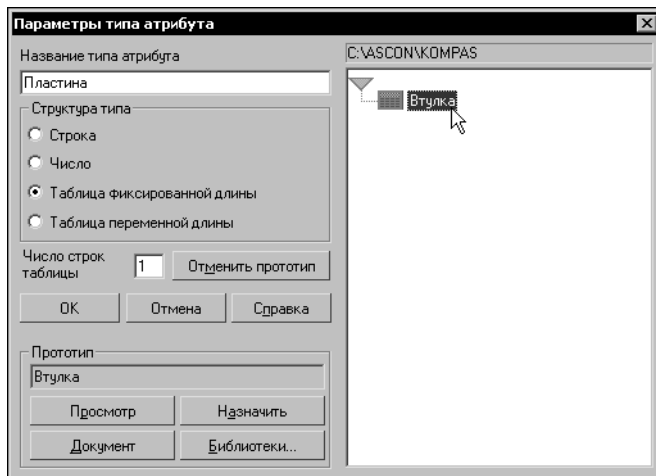 Параметры типа атрибута
Название типа атрибута
Пластина
Структура типа
Строка
Число
Таблица фиксированной длины
Таблица переменной длины
Число строк
таблицы
1
Отменить прототип
OK
Отмена
Справка
Прототип
Втулка
Просмотр
Назначить
Документ
Библиотеки...
C:\ASCON\KOMPAS
Втулка